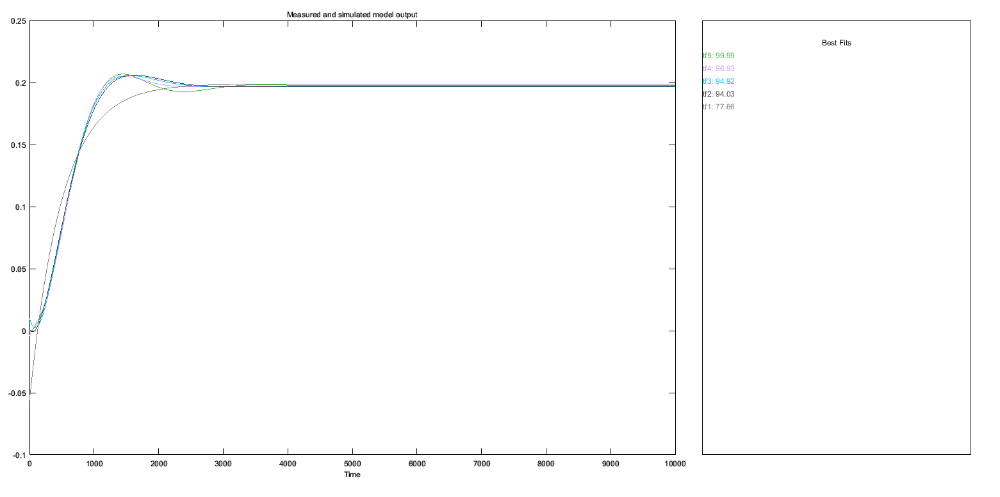 Measured and simulated model output
0.25
0.2
0.15
0.1
0.05
0
-0.05
-0.1
0 1000 2000 3000 4000 5000 6000 7000 8000 9000 10000
Time
Best Fits
tf5: 99.99
tf4: 96.93
tf3: 94.92
tf2: 94.03
tf1: 77.66